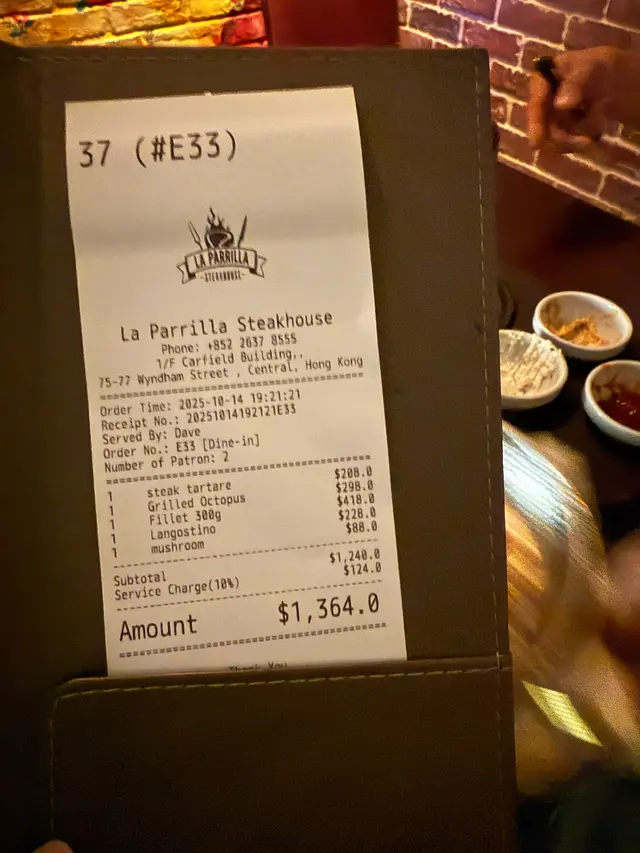 37 (#E33)
LA PARRILLA
-STEAKHOUSE-
La Parrilla Steakhouse
Phone: +852 2637 8555
1/F Carfield Building,,
75-77 Wyndham Street , Central, Hong Kong
Order Time: 2025-10-14 19:21:21
Receipt No.: 20251014192121E33
Served By: Dave
Order No.: E33 [Dine-in]
Number of Patron: 2
1 steak tartare $208.0
1 Grilled Octopus $298.0
1 Fillet 300g $418.0
1 Langostino $228.0
1 mushroom $88.0
Subtotal $1,240.0
Service Charge(10%) $124.0
Amount $1,364.0
Thank You